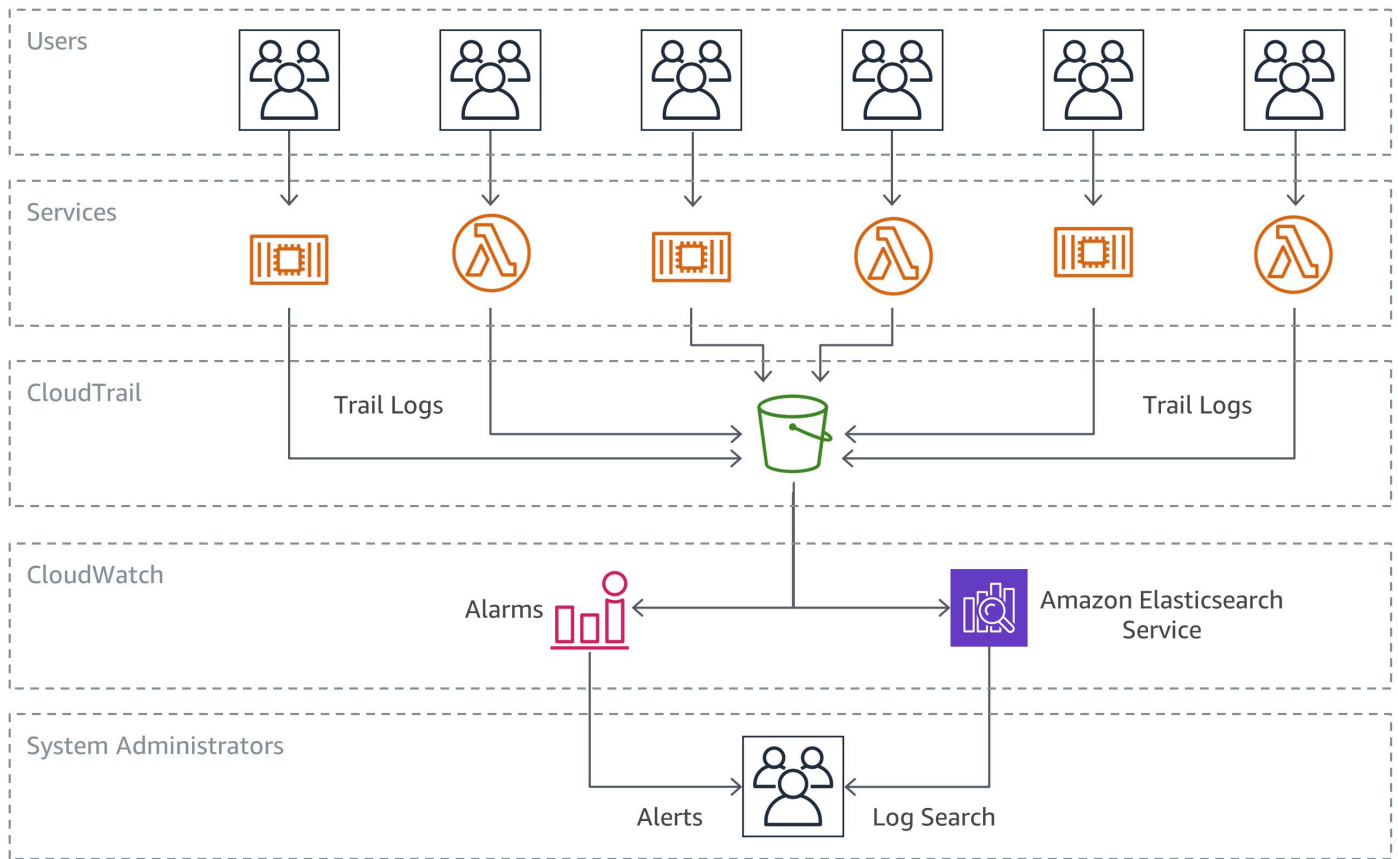 Users
Services
CloudTrail
Trail Logs
Trail Logs
CloudWatch
Alarms
Amazon Elasticsearch
Service
System Administrators
Alerts
Log Search